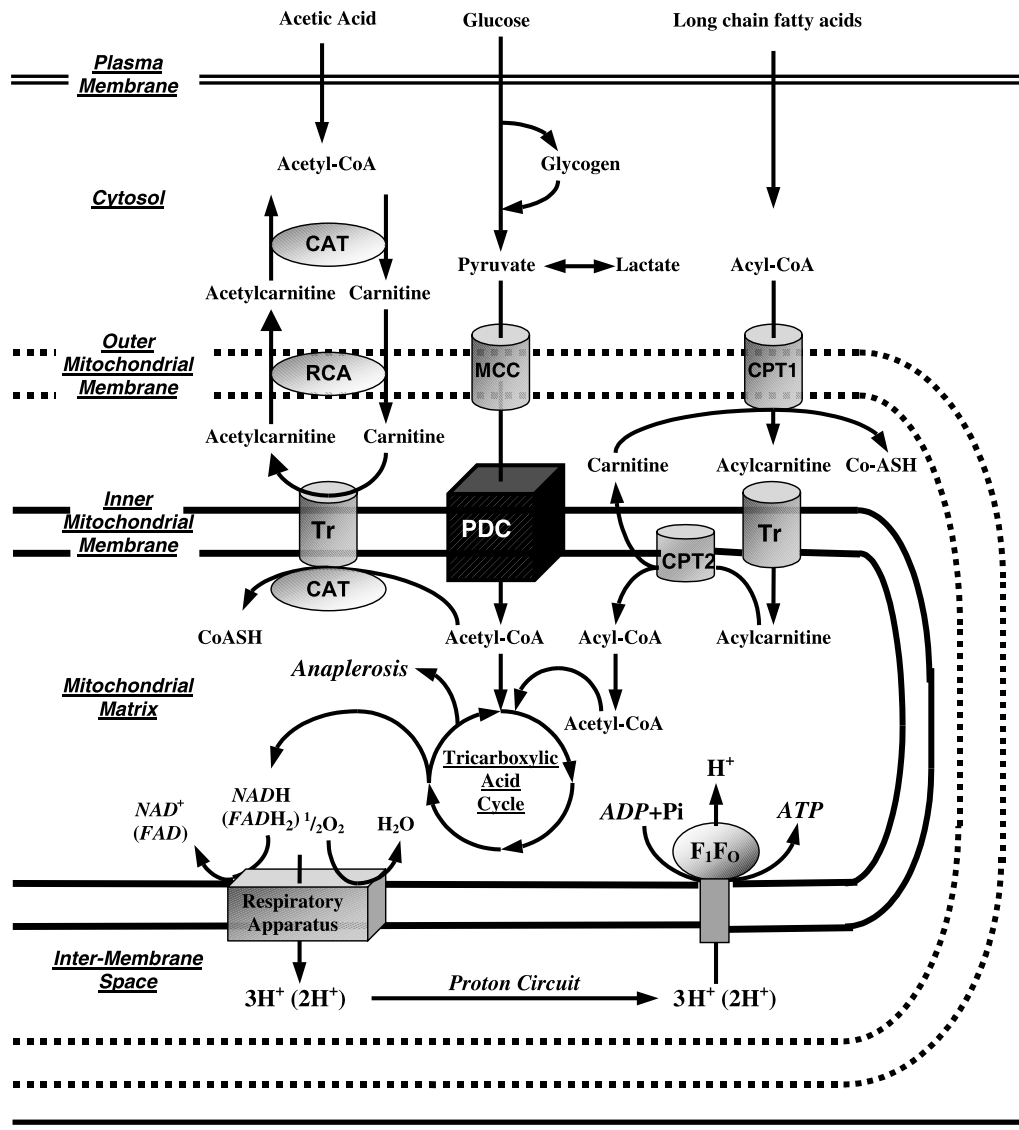 Acetic Acid
Glucose
Long chain fatty acids
Plasma
Membrane
Acetyl-CoA
Glycogen
Cytosol
CAT
Pyruvate
Lactate
Acyl-CoA
Acetylcarnitine
Carnitine
Outer
Mitochondrial
Membrane
RCA
MCC
CPT1
Acetylcarnitine
Carnitine
Carnitine
Acylcarnitine
Co-ASH
Inner
Mitochondrial
Membrane
Tr
PDC
CPT2
Tr
CAT
CoASH
Acetyl-CoA
Acyl-CoA
Acylcarnitine
Anaplerosis
Mitochondrial
Matrix
Acetyl-CoA
Tricarboxylic
Acid
Cycle
NAD⁺
(FAD)
NADH
(FADH₂)
¹/₂O₂
H₂O
ADP+Pi
H⁺
ATP
F₁Fₒ
Respiratory
Apparatus
Inter-Membrane
Space
3H⁺ (2H⁺)
Proton Circuit
3H⁺ (2H⁺)